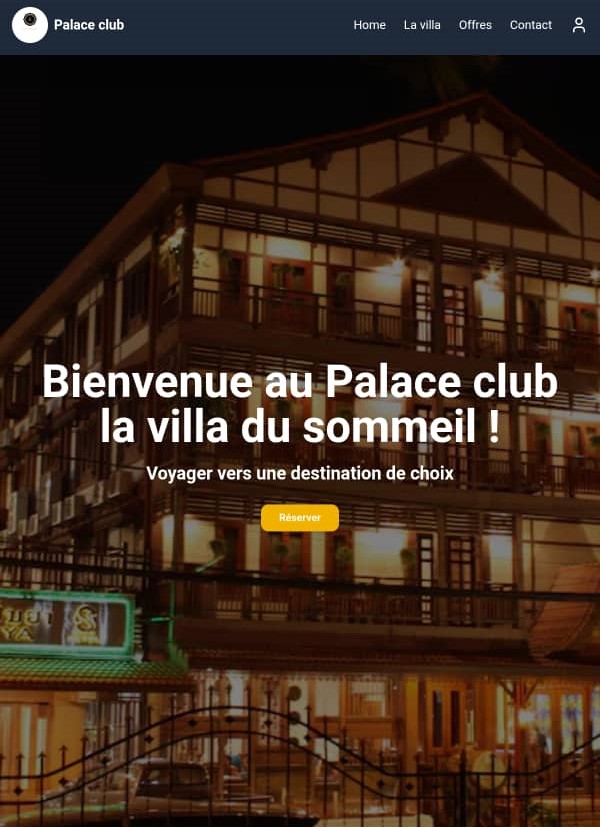 Palace club
Home La villa Offres Contact
Bienvenue au Palace club
la villa du sommeil !
Voyager vers une destination de choix
Réserver
YA